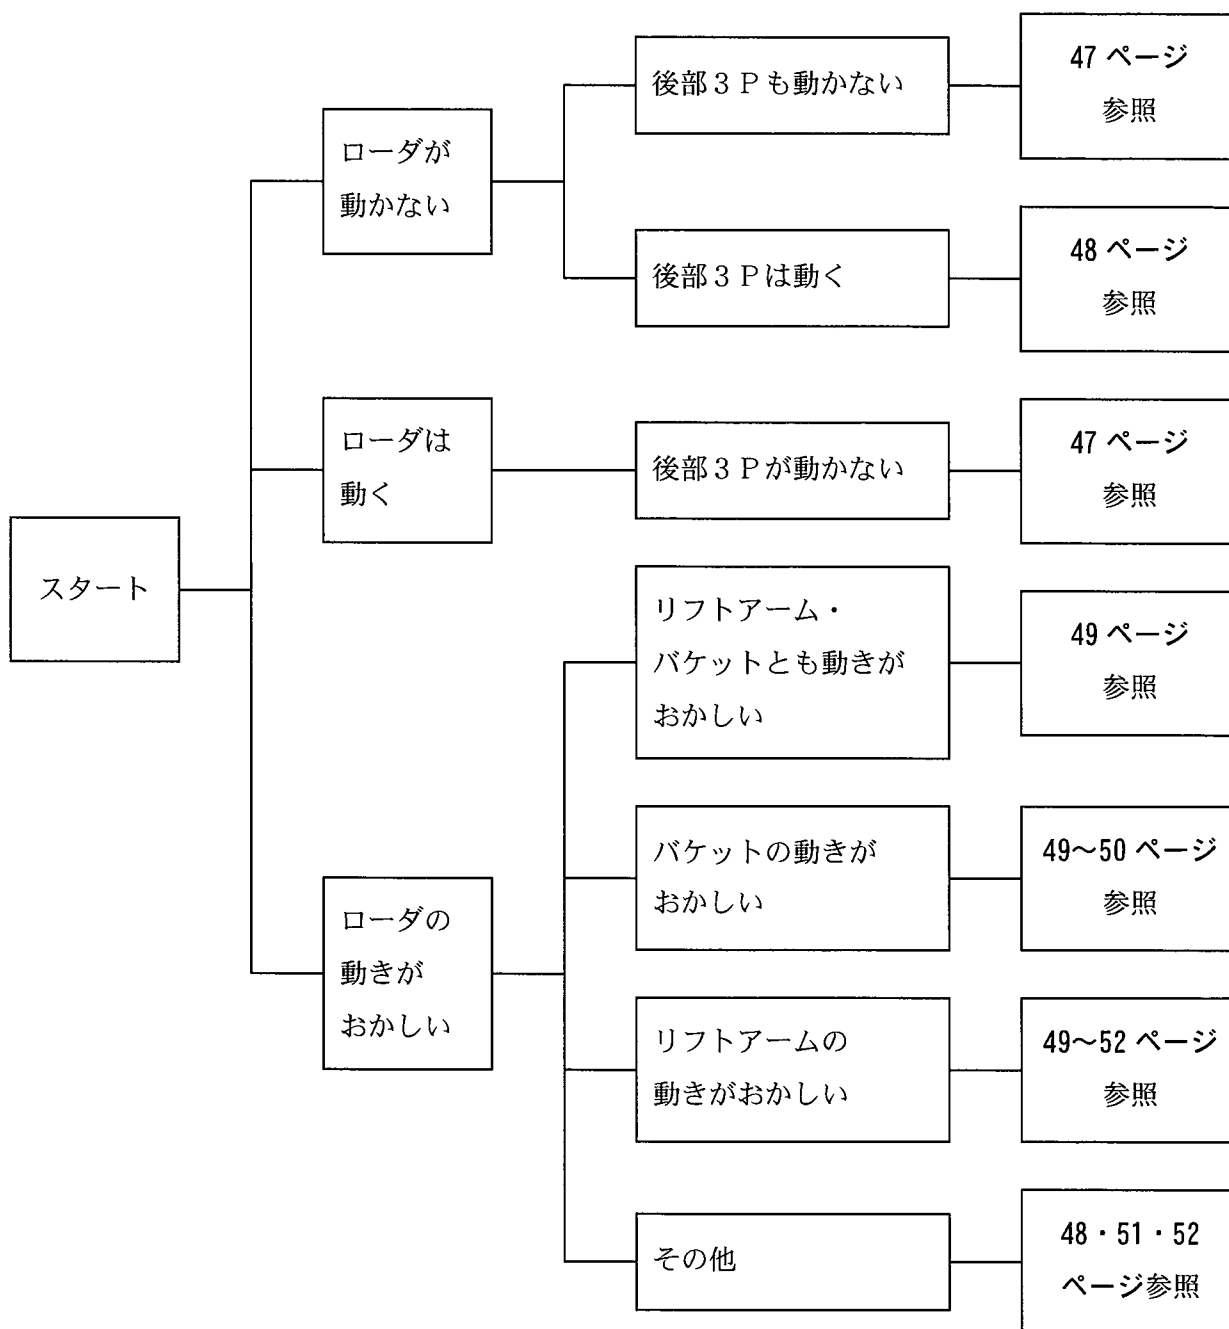 スタート
ローダが
動かない
後部３Ｐも動かない
47 ページ
参照
後部３Ｐは動く
48 ページ
参照
ローダは
動く
後部３Ｐが動かない
47 ページ
参照
ローダの
動きが
おかしい
リフトアーム・
バケットとも動きが
おかしい
49 ページ
参照
バケットの動きが
おかしい
49～50 ページ
参照
リフトアームの
動きがおかしい
49～52 ページ
参照
その他
48・51・52
ページ参照